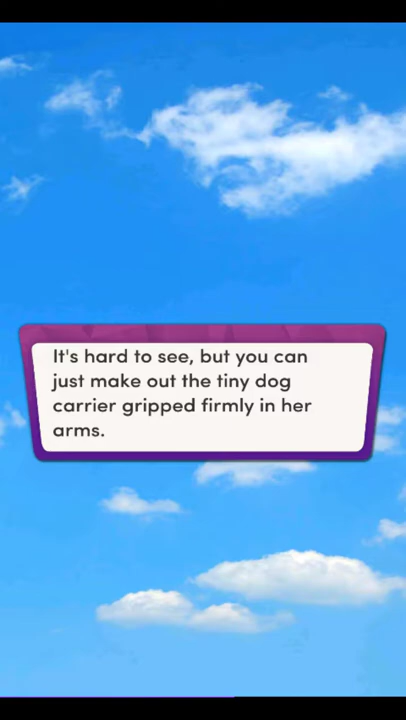 It's hard to see, but you can
just make out the tiny dog
carrier gripped firmly in her
arms.